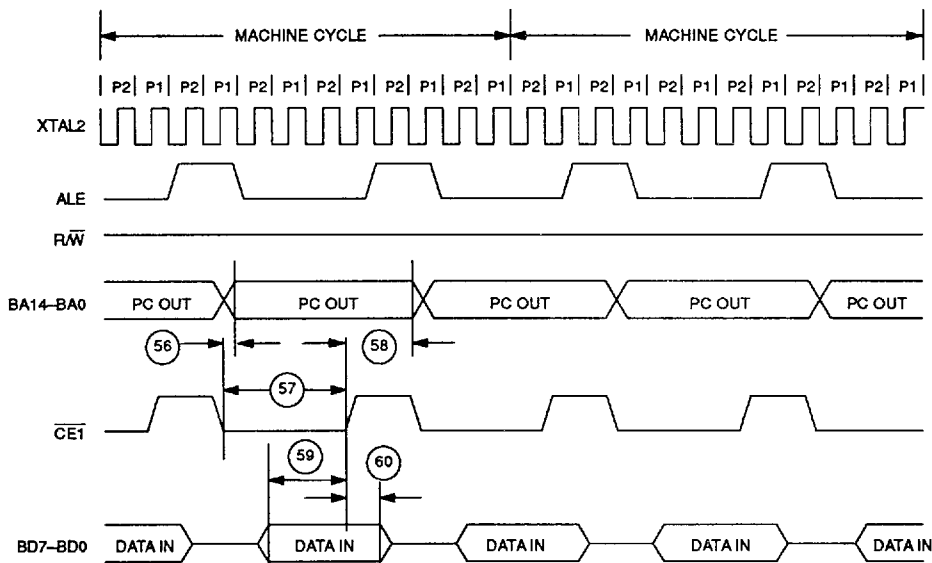 MACHINE CYCLE MACHINE CYCLE
P2 P1 P2 P1 P2 P1 P2 P1 P2 P1 P2 P1 P2 P1 P2 P1 P2 P1 P2 P1 P2 P1 P2 P1
XTAL2
ALE
R/W̅
BA14–BA0 PC OUT PC OUT PC OUT PC OUT PC OUT
56 58
57
C̅E̅1̅
59 60
BD7–BD0 DATA IN DATA IN DATA IN DATA IN DATA IN